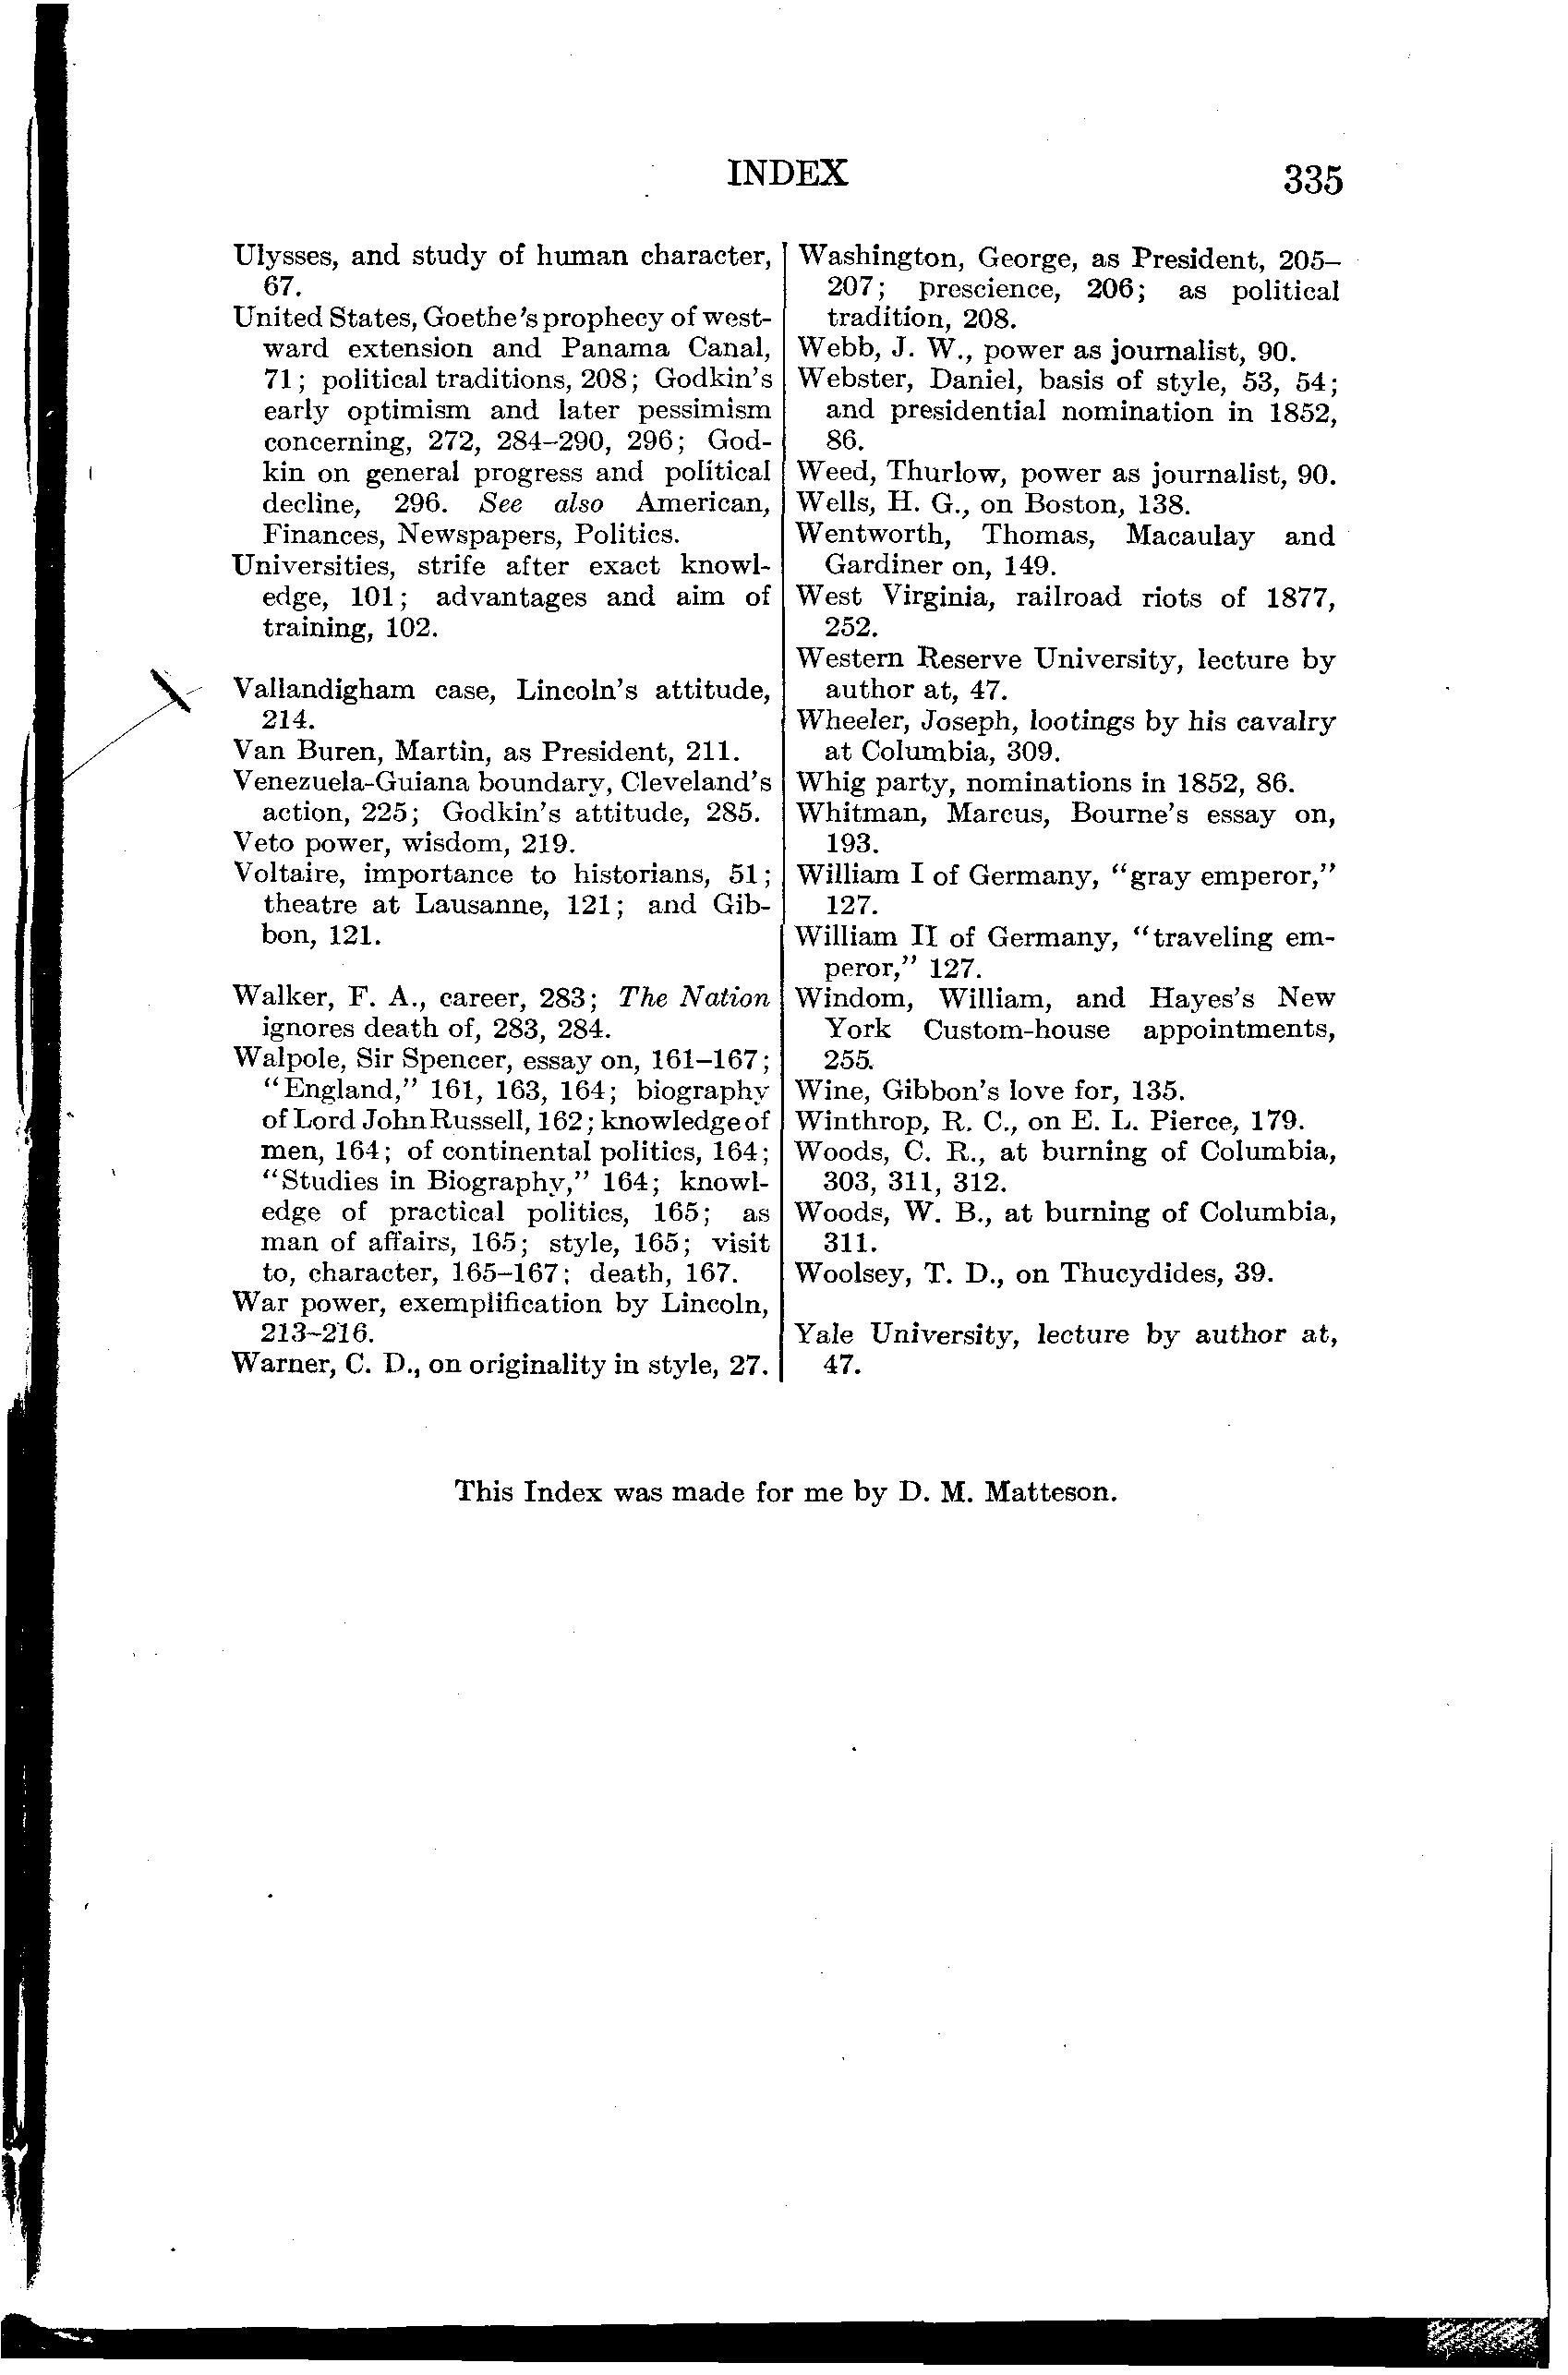 INDEX 335
Ulysses, and study of human character,
67.
United States, Goethe's prophecy of west-
ward extension and Panama Canal,
71; political traditions, 208; Godkin's
early optimism and later pessimism
concerning, 272, 284–290, 296; God-
kin on general progress and political
decline, 296. See also American,
Finances, Newspapers, Politics.
Universities, strife after exact knowl-
edge, 101; advantages and aim of
training, 102.
Vallandigham case, Lincoln's attitude,
214.
Van Buren, Martin, as President, 211.
Venezuela-Guiana boundary, Cleveland's
action, 225; Godkin's attitude, 285.
Veto power, wisdom, 219.
Voltaire, importance to historians, 51;
theatre at Lausanne, 121; and Gib-
bon, 121.
Walker, F. A., career, 283; The Nation
ignores death of, 283, 284.
Walpole, Sir Spencer, essay on, 161–167;
"England," 161, 163, 164; biography
of Lord John Russell, 162; knowledge of
men, 164; of continental politics, 164;
"Studies in Biography," 164; knowl-
edge of practical politics, 165; as
man of affairs, 165; style, 165; visit
to, character, 165–167; death, 167.
War power, exemplification by Lincoln,
213–216.
Warner, C. D., on originality in style, 27.
Washington, George, as President, 205–
207; prescience, 206; as political
tradition, 208.
Webb, J. W., power as journalist, 90.
Webster, Daniel, basis of style, 53, 54;
and presidential nomination in 1852,
86.
Weed, Thurlow, power as journalist, 90.
Wells, H. G., on Boston, 138.
Wentworth, Thomas, Macaulay and
Gardiner on, 149.
West Virginia, railroad riots of 1877,
252.
Western Reserve University, lecture by
author at, 47.
Wheeler, Joseph, lootings by his cavalry
at Columbia, 309.
Whig party, nominations in 1852, 86.
Whitman, Marcus, Bourne's essay on,
193.
William I of Germany, "gray emperor,"
127.
William II of Germany, "traveling em-
peror," 127.
Windom, William, and Hayes's New
York Custom-house appointments,
255.
Wine, Gibbon's love for, 135.
Winthrop, R. C., on E. L. Pierce, 179.
Woods, C. R., at burning of Columbia,
303, 311, 312.
Woods, W. B., at burning of Columbia,
311.
Woolsey, T. D., on Thucydides, 39.
Yale University, lecture by author at,
47.
This Index was made for me by D. M. Matteson.